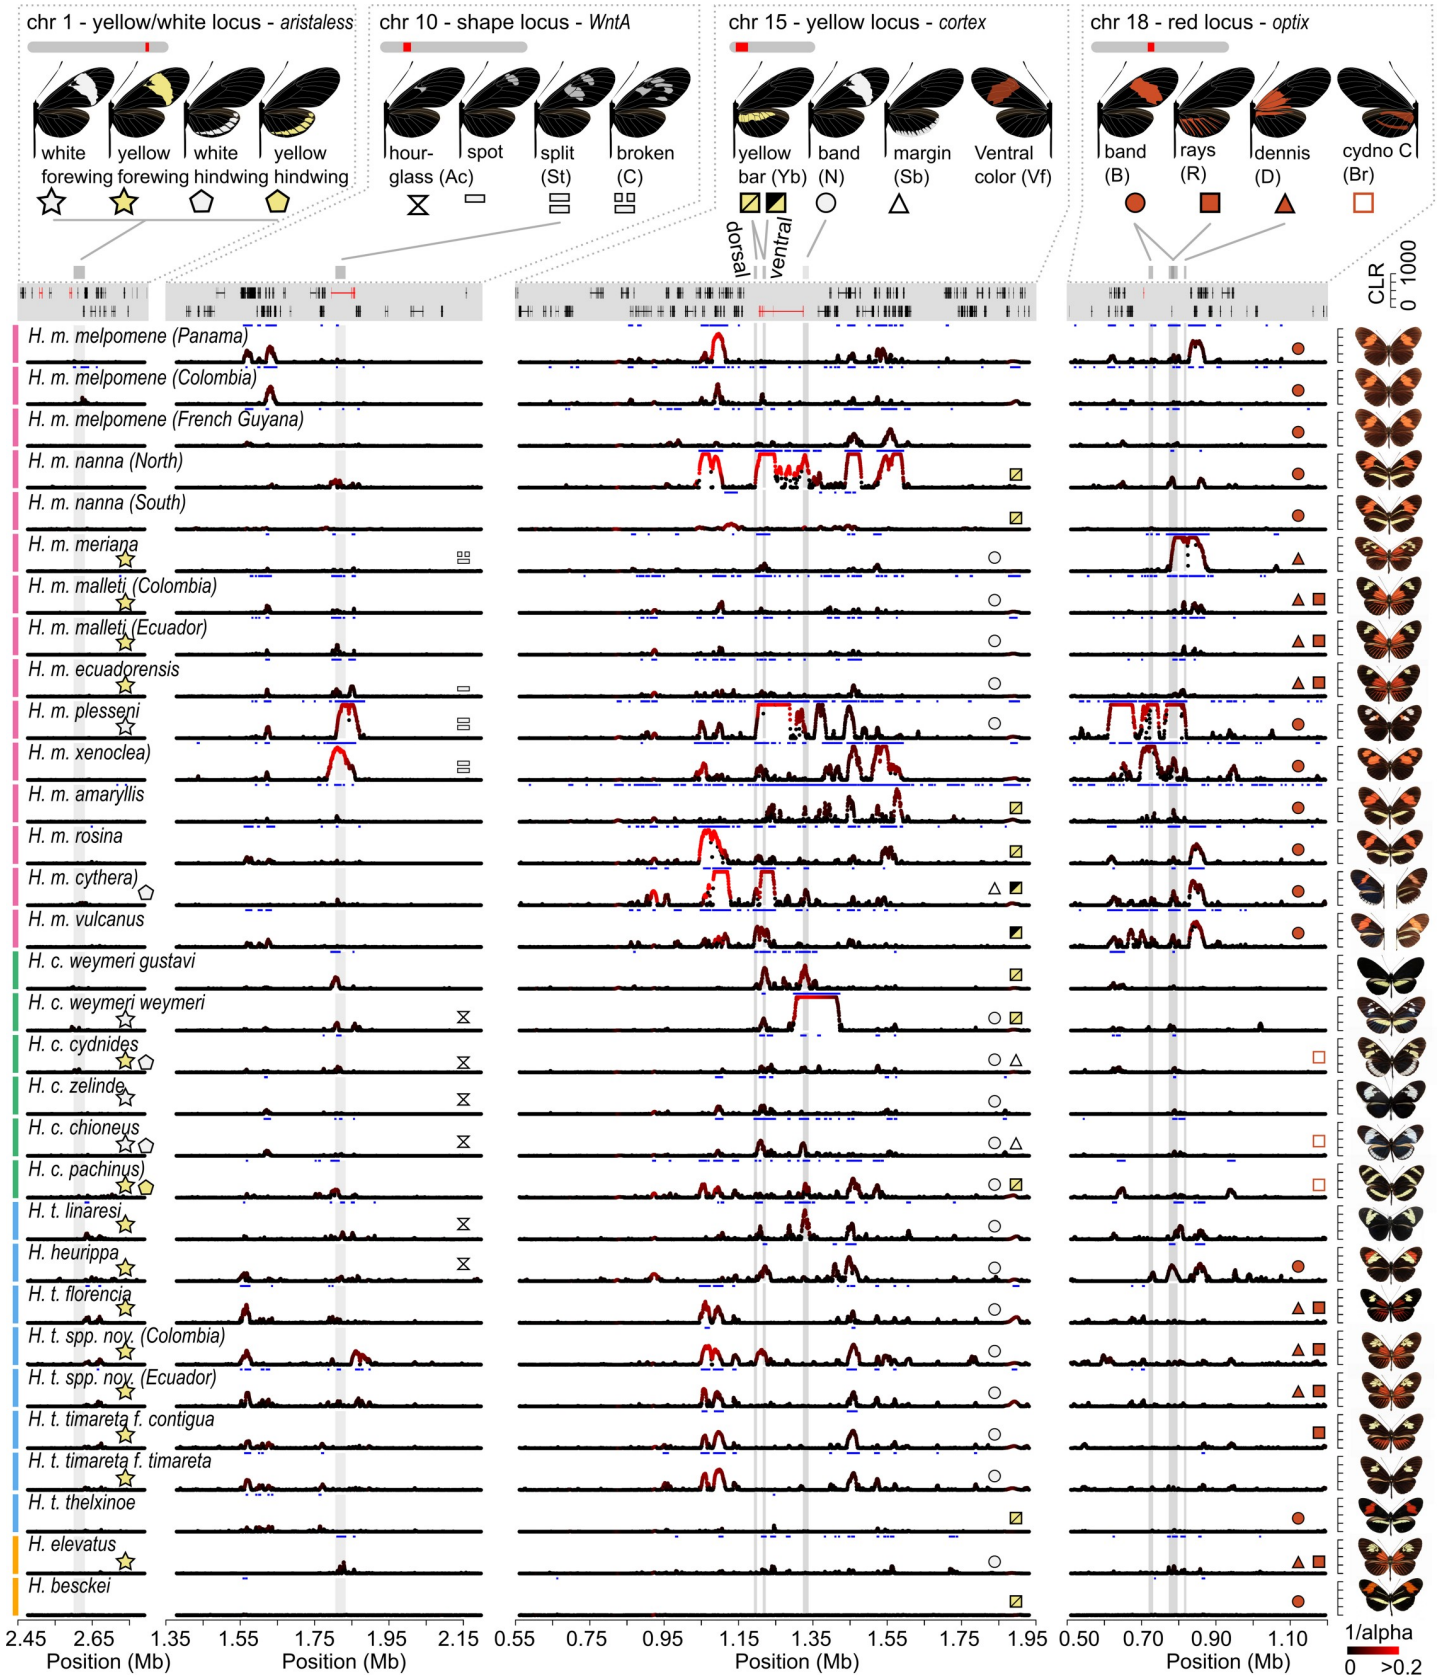 chr 1 - yellow/white locus - aristaless
chr 10 - shape locus - WntA
chr 15 - yellow locus - cortex
chr 18 - red locus - optix
white forewing
yellow forewing
white hindwing
yellow hindwing
hour-glass (Ac)
spot
split (St)
broken (C)
yellow bar (Yb)
band (N)
margin (Sb)
Ventral color (Vf)
band (B)
rays (R)
dennis (D)
cydno C (Br)
dorsal
ventral
CLR
0 1000
H. m. melpomene (Panama)
H. m. melpomene (Colombia)
H. m. melpomene (French Guyana)
H. m. nanna (North)
H. m. nanna (South)
H. m. meriana
H. m. malleti (Colombia)
H. m. malleti (Ecuador)
H. m. ecuadorensis
H. m. plesseni
H. m. xenoclea)
H. m. amaryllis
H. m. rosina
H. m. cythera)
H. m. vulcanus
H. c. weymeri gustavi
H. c. weymeri weymeri
H. c. cydnides
H. c. zelinde
H. c. chioneus
H. c. pachinus)
H. t. linaresi
H. heurippa
H. t. florencia
H. t. spp. nov. (Colombia)
H. t. spp. nov. (Ecuador)
H. t. timareta f. contigua
H. t. timareta f. timareta
H. t. thelxinoe
H. elevatus
H. besckei
2.45 2.65 1.35 1.55 1.75 1.95 2.15 0.55 0.75 0.95 1.15 1.35 1.55 1.75 1.95 0.50 0.70 0.90 1.10
Position (Mb) Position (Mb) Position (Mb) Position (Mb)
1/alpha
0 >0.2